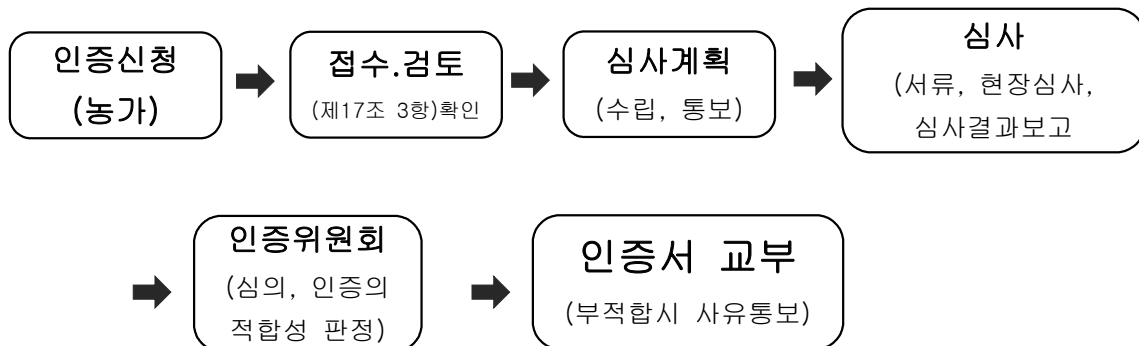 인증신청
(농가)
접수.검토
(제17조 3항)확인
심사계획
(수립, 통보)
심사
(서류, 현장심사,
심사결과보고
인증위원회
(심의, 인증의
적합성 판정)
인증서 교부
(부적합시 사유통보)